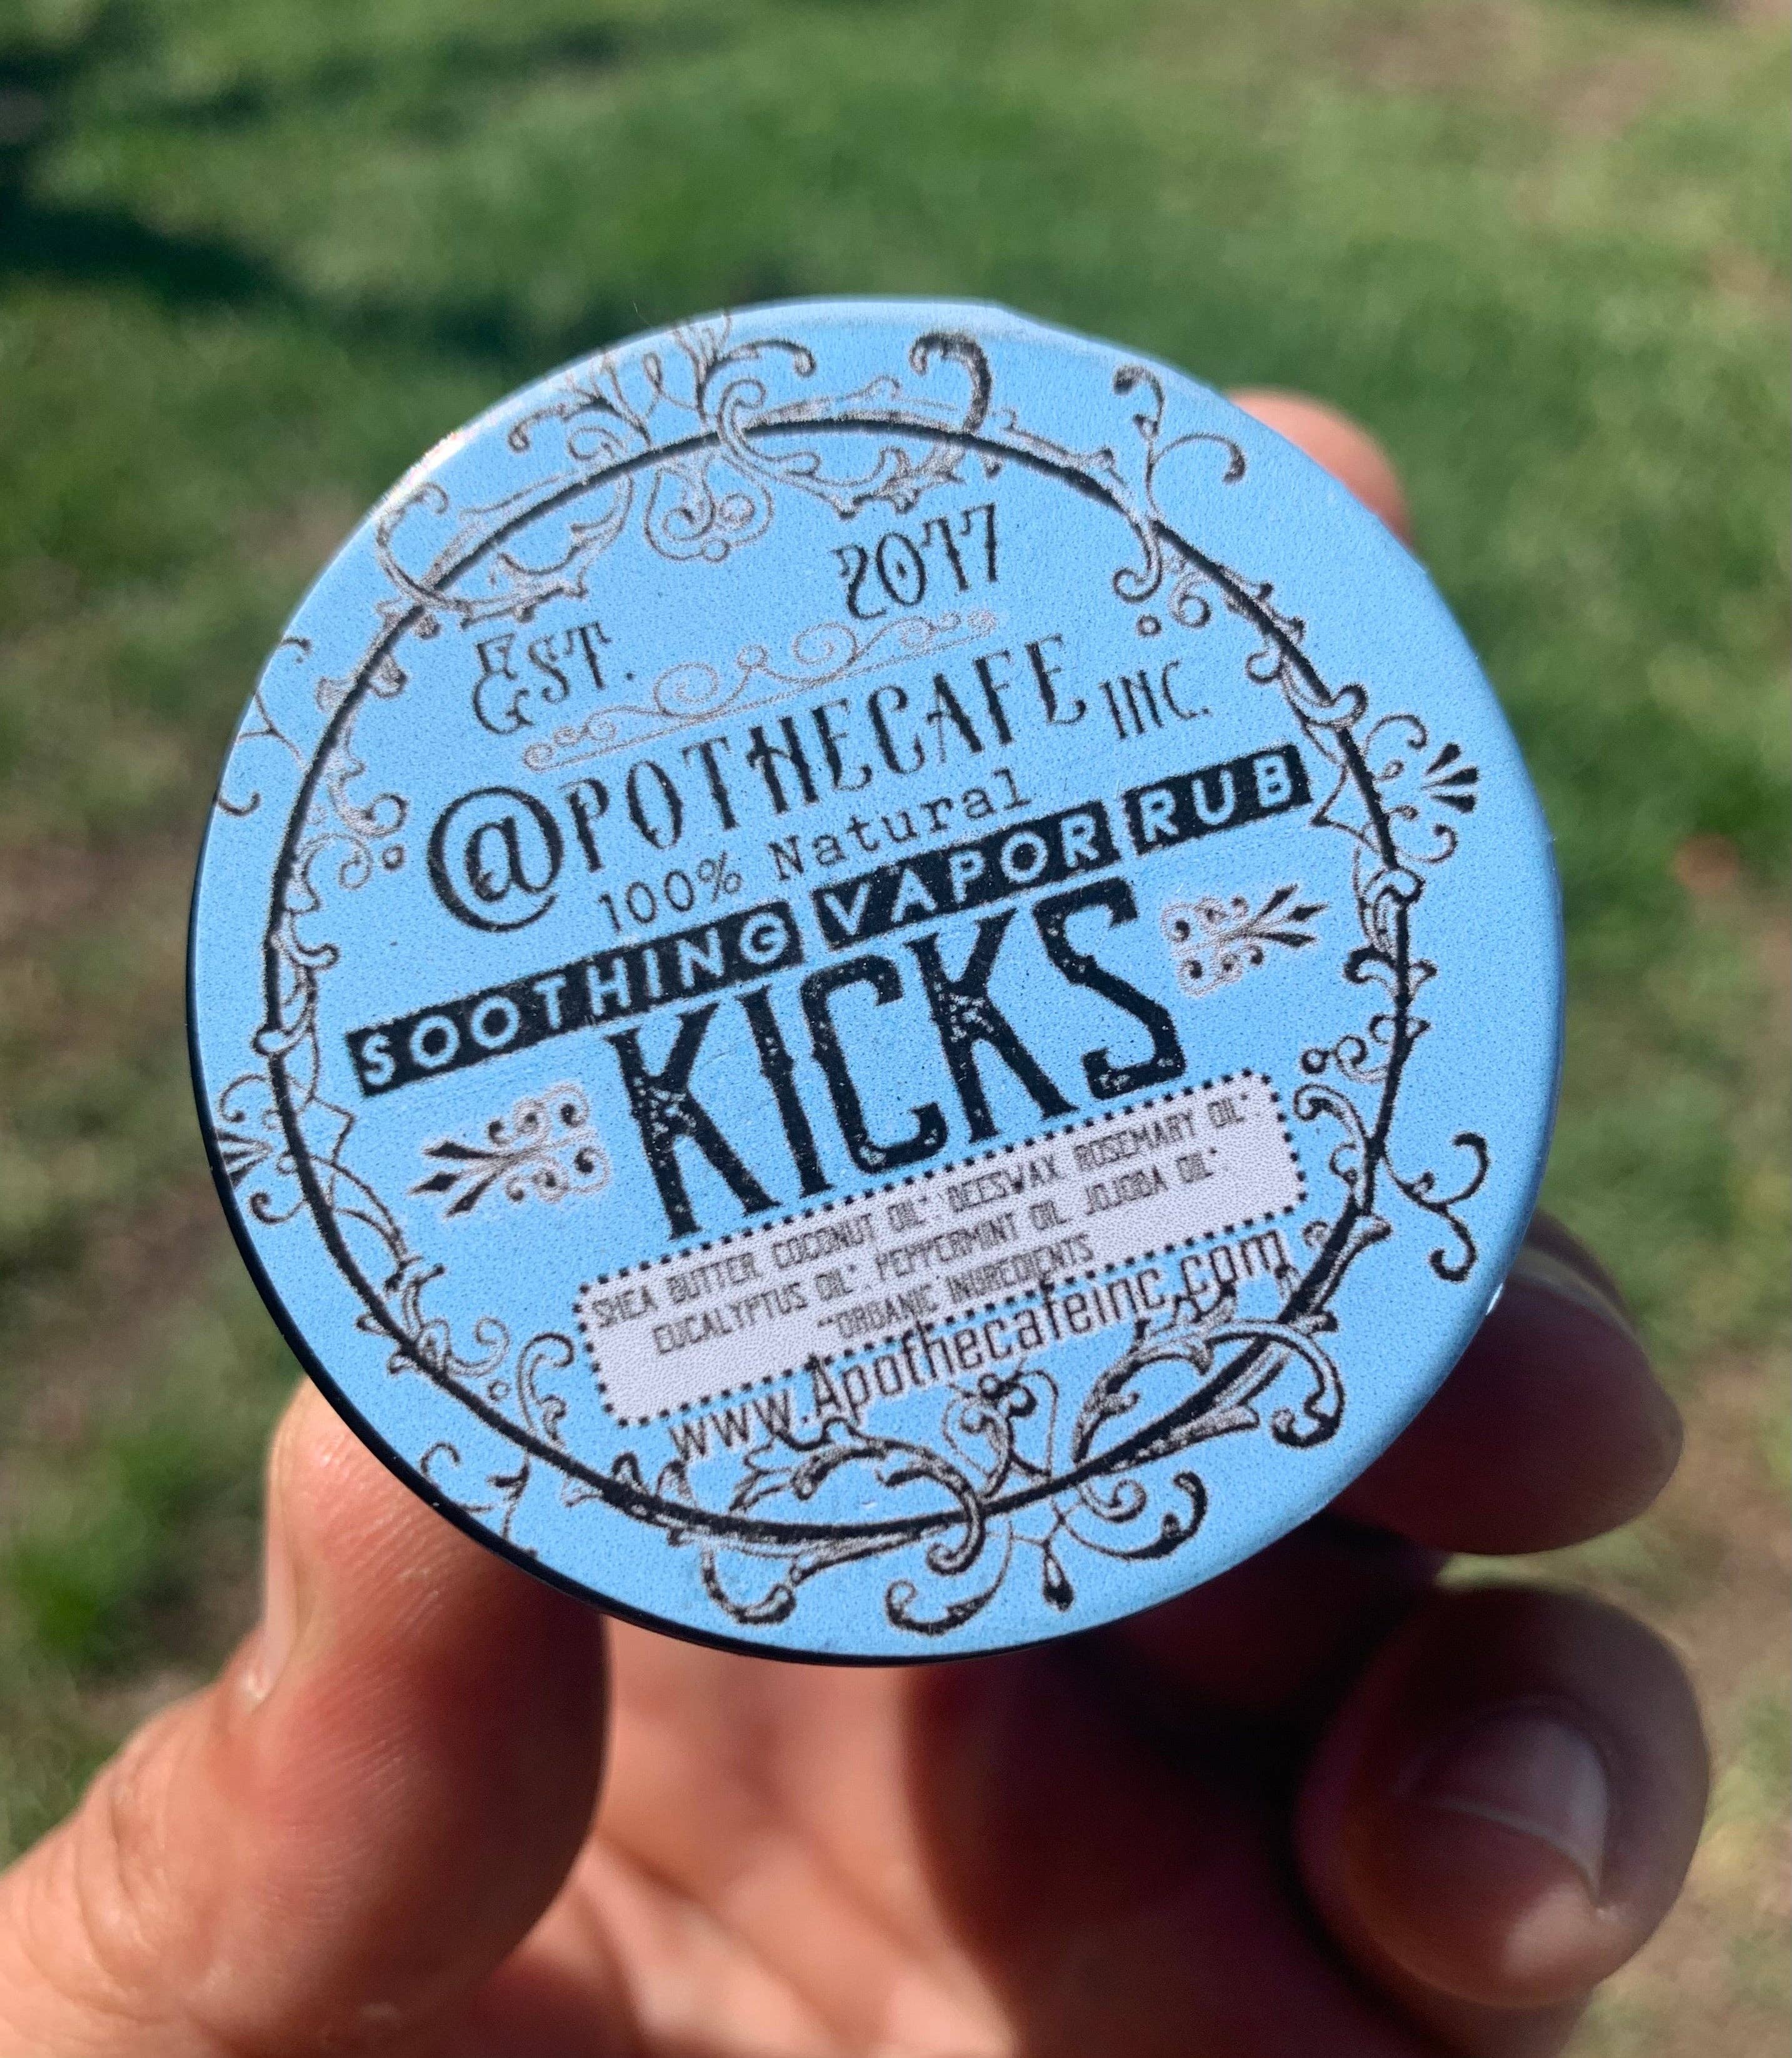 EST. 2017
@POTHECAFE INC.
100% Natural
SOOTHING VAPOR RUB
KICKS
SHEA BUTTER COCONUT OIL* BEESWAX ROSEMARY OIL*
EUCALYPTUS OIL* PEPPERMINT OIL JOJOBA OIL*
**ORGANIC INGREDIENTS
www.Apothecafeinc.com